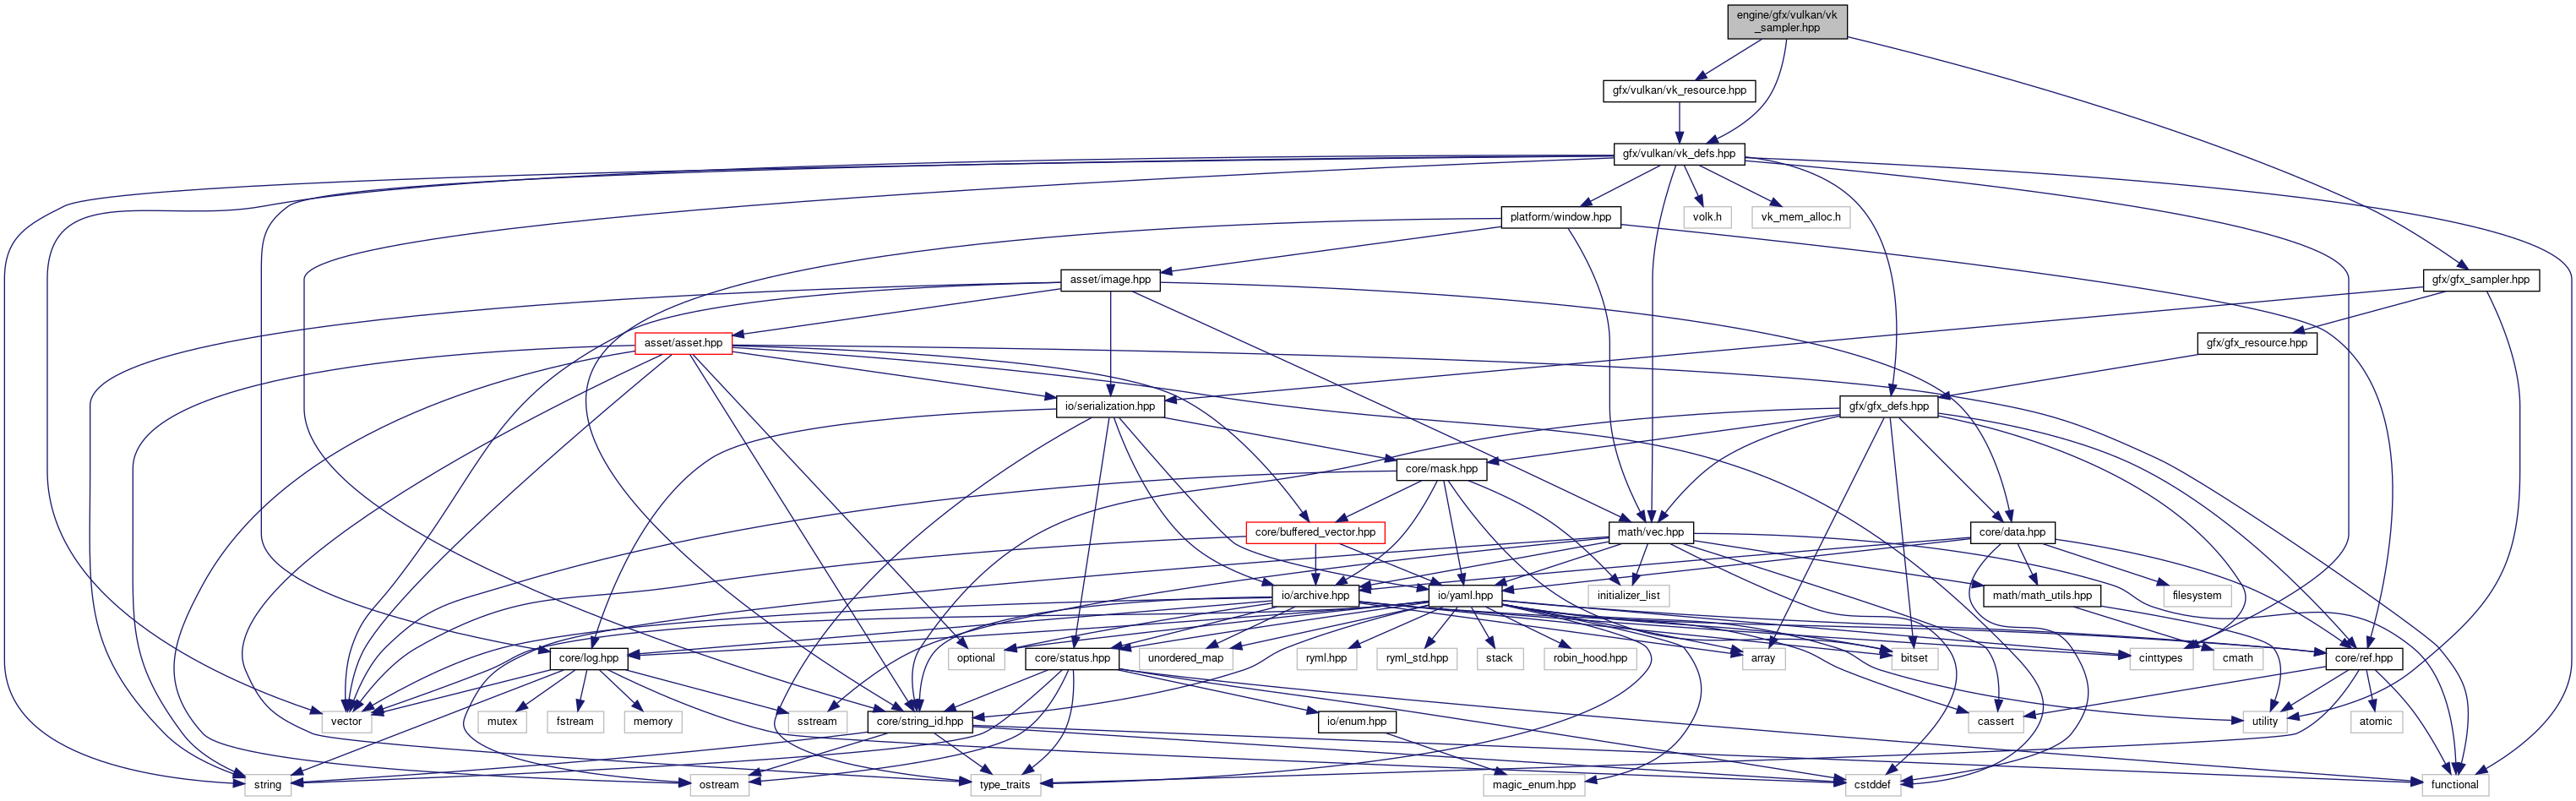 engine/gfx/vulkan/vk
_sampler.hpp
gfx/vulkan/vk_resource.hpp
gfx/vulkan/vk_defs.hpp
platform/window.hpp
volk.h
vk_mem_alloc.h
asset/image.hpp
gfx/gfx_sampler.hpp
asset/asset.hpp
gfx/gfx_resource.hpp
io/serialization.hpp
gfx/gfx_defs.hpp
core/mask.hpp
core/buffered_vector.hpp
math/vec.hpp
core/data.hpp
io/archive.hpp
io/yaml.hpp
initializer_list
math/math_utils.hpp
filesystem
core/log.hpp
optional
core/status.hpp
unordered_map
ryml.hpp
ryml_std.hpp
stack
robin_hood.hpp
array
bitset
cinttypes
cmath
core/ref.hpp
vector
mutex
fstream
memory
sstream
core/string_id.hpp
io/enum.hpp
cassert
utility
atomic
string
ostream
type_traits
magic_enum.hpp
cstddef
functional